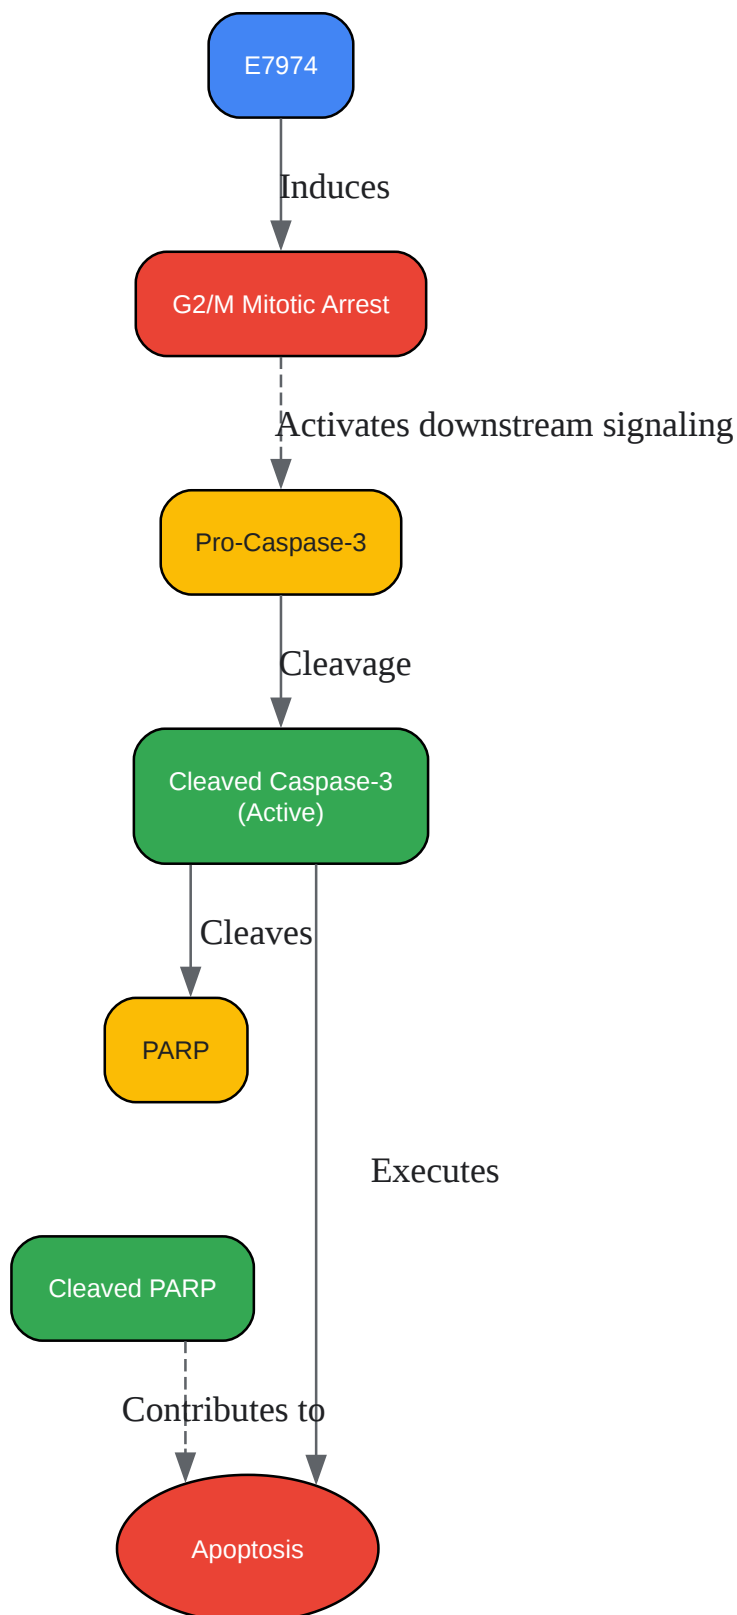 E7974
Induces
G2/M Mitotic Arrest
Activates downstream signaling
Pro-Caspase-3
Cleavage
Cleaved Caspase-3
(Active)
Cleaves
PARP
Executes
Cleaved PARP
Contributes to
Apoptosis